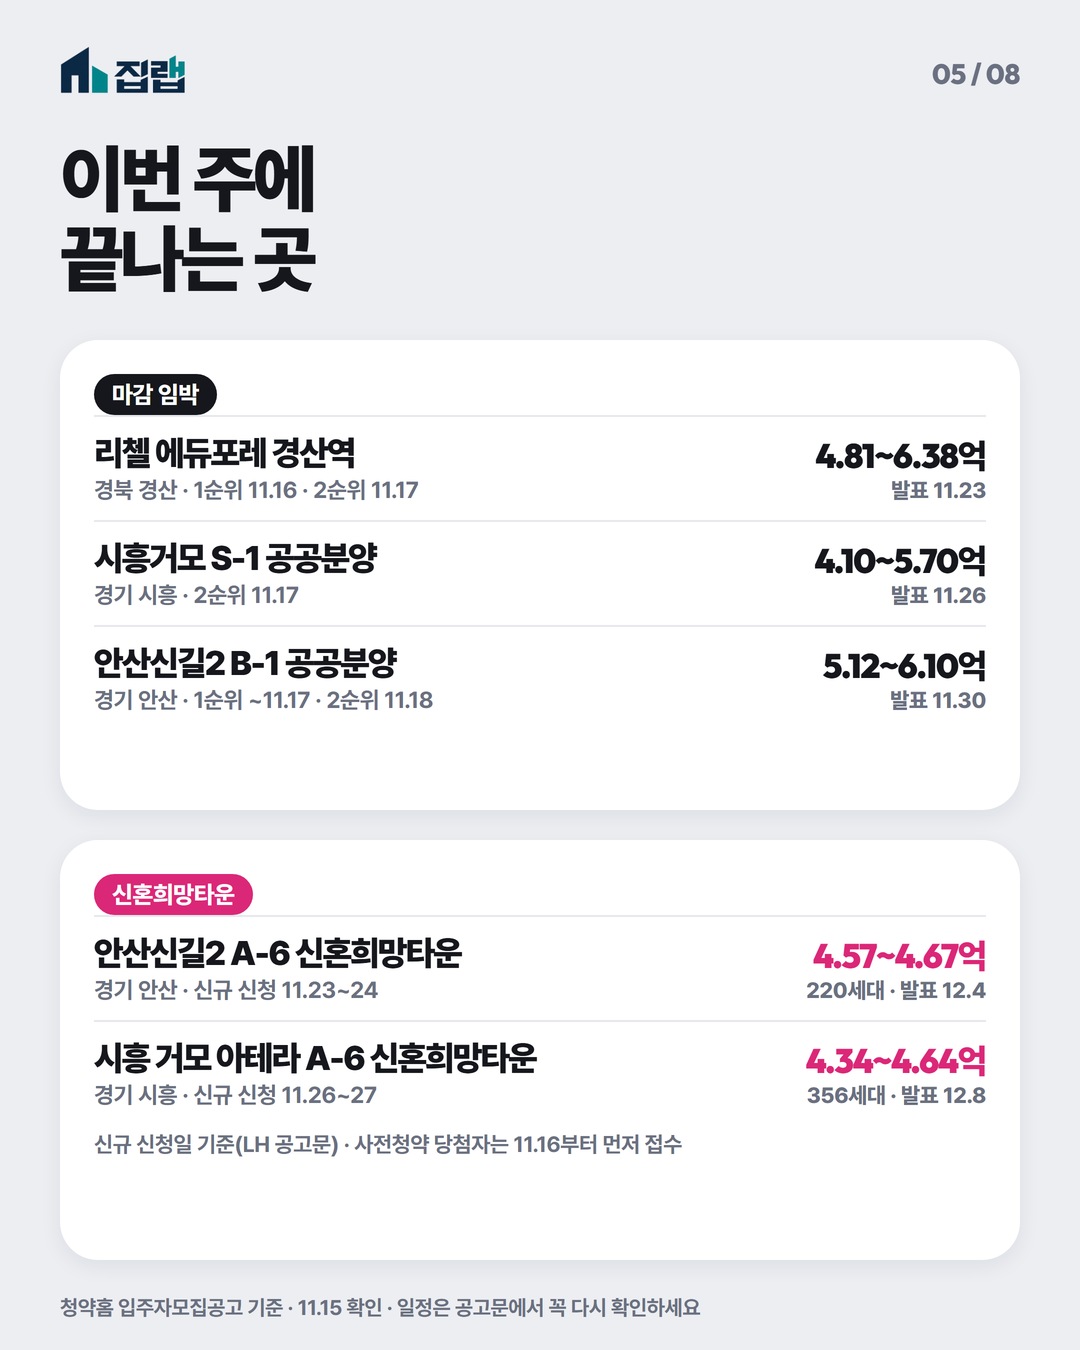 집랩
05 / 08
이번 주에
끝나는 곳
마감 임박
리첼 에듀포레 경산역
4.81~6.38억
경북 경산 · 1순위 11.16 · 2순위 11.17
발표 11.23
시흥거모 S-1 공공분양
4.10~5.70억
경기 시흥 · 2순위 11.17
발표 11.26
안산신길2 B-1 공공분양
5.12~6.10억
경기 안산 · 1순위 ~11.17 · 2순위 11.18
발표 11.30
신혼희망타운
안산신길2 A-6 신혼희망타운
4.57~4.67억
경기 안산 · 신규 신청 11.23~24
220세대 · 발표 12.4
시흥 거모 아테라 A-6 신혼희망타운
4.34~4.64억
경기 시흥 · 신규 신청 11.26~27
356세대 · 발표 12.8
신규 신청일 기준(LH 공고문) · 사전청약 당첨자는 11.16부터 먼저 접수
청약홈 입주자모집공고 기준 · 11.15 확인 · 일정은 공고문에서 꼭 다시 확인하세요